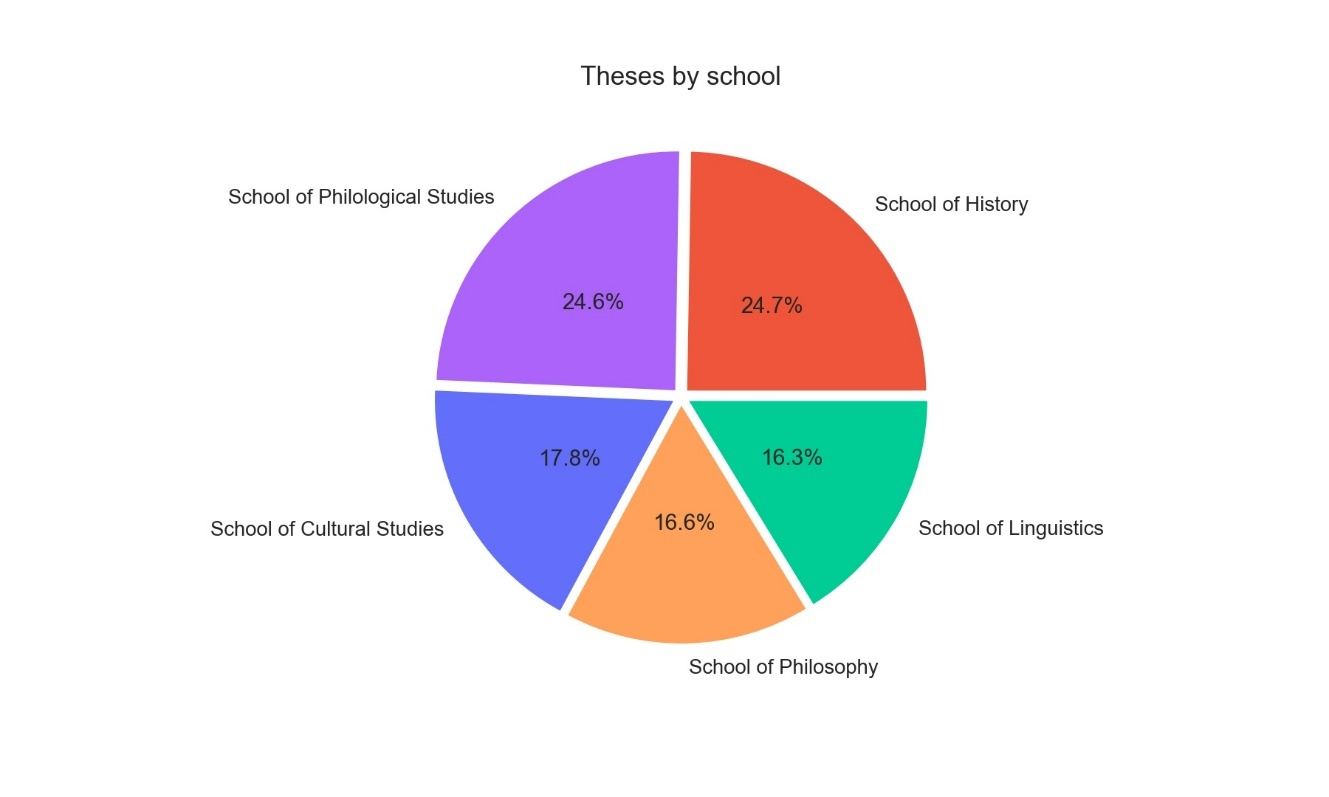 Theses by school
School of Philological Studies
School of History
24.6%
24.7%
17.8%
16.3%
16.6%
School of Cultural Studies
School of Linguistics
School of Philosophy